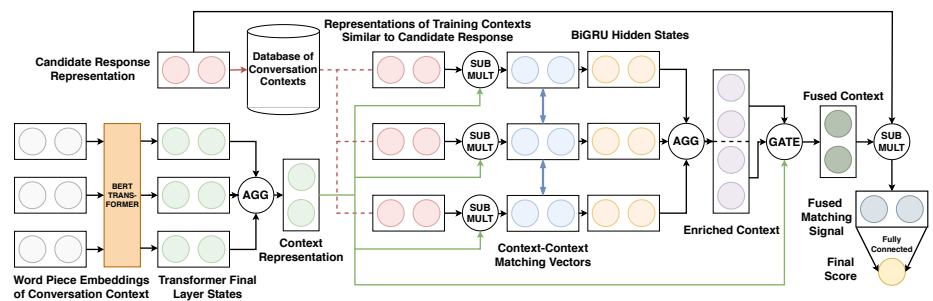 Representations of Training Contexts
Similar to Candidate Response
BiGRU Hidden States
Candidate Response
Representation
Database of
Conversation
Contexts
SUB
MULT
Fused Context
BERT
TRANS-
FORMER
AGG
SUB
MULT
AGG
GATE
SUB
MULT
SUB
MULT
Context
Representation
Context-Context
Matching Vectors
Enriched Context
Fused
Matching
Signal
Fully
Connected
Final
Score
Word Piece Embeddings
of Conversation Context
Transformer Final
Layer States